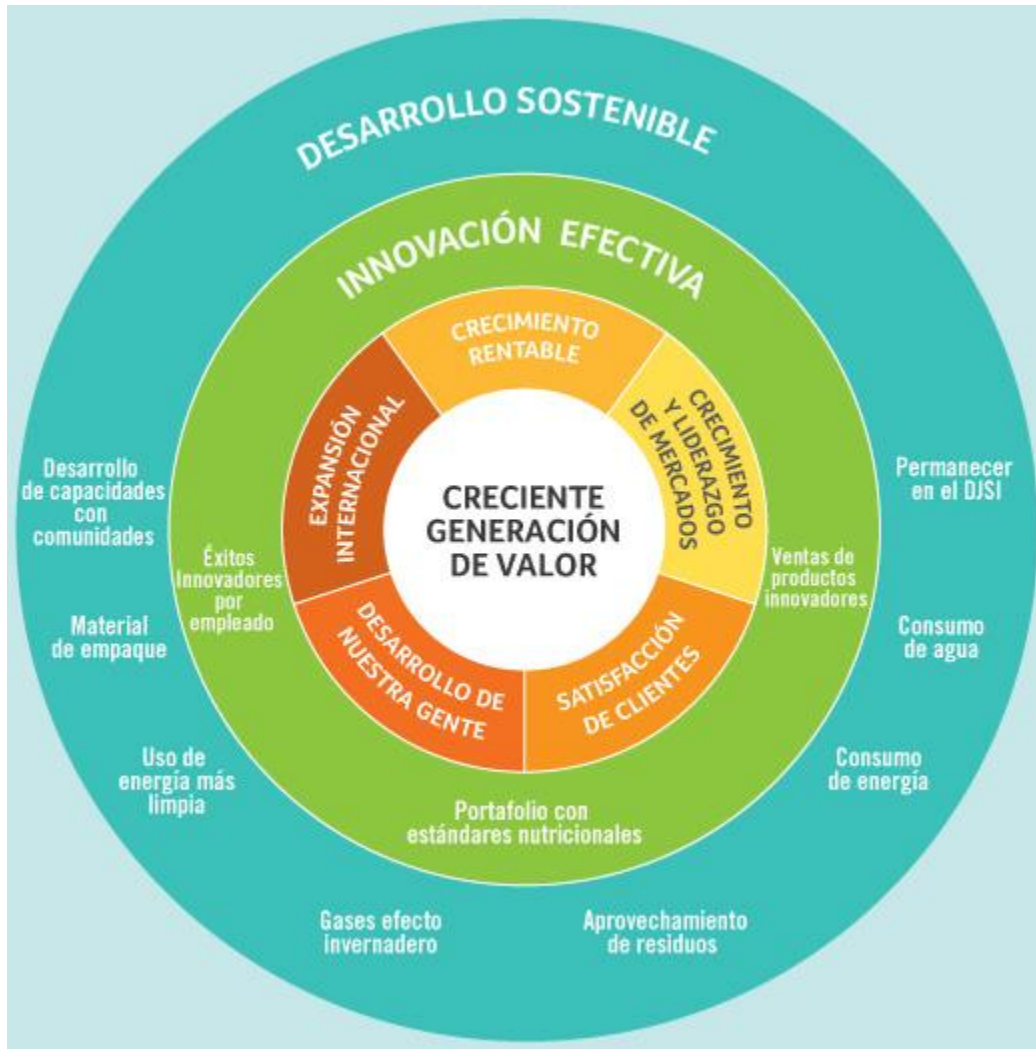 DESARROLLO SOSTENIBLE
INNOVACIÓN EFECTIVA
CRECIMIENTO
RENTABLE
EXPANSIÓN
INTERNACIONAL
CRECIMIENTO
Y LIDERAZGO
DE MERCADOS
CRECIENTE
GENERACIÓN
DE VALOR
DESARROLLO DE
NUESTRA GENTE
SATISFACCIÓN
DE CLIENTES
Éxitos
Innovadores
por
empleado
Ventas de
productos
innovadores
Portafolio con
estándares nutricionales
Desarrollo
de capacidades
con
comunidades
Permanecer
en el DJSI
Material
de empaque
Consumo
de agua
Uso de
energía más
limpia
Consumo
de energía
Gases efecto
invernadero
Aprovechamiento
de residuos